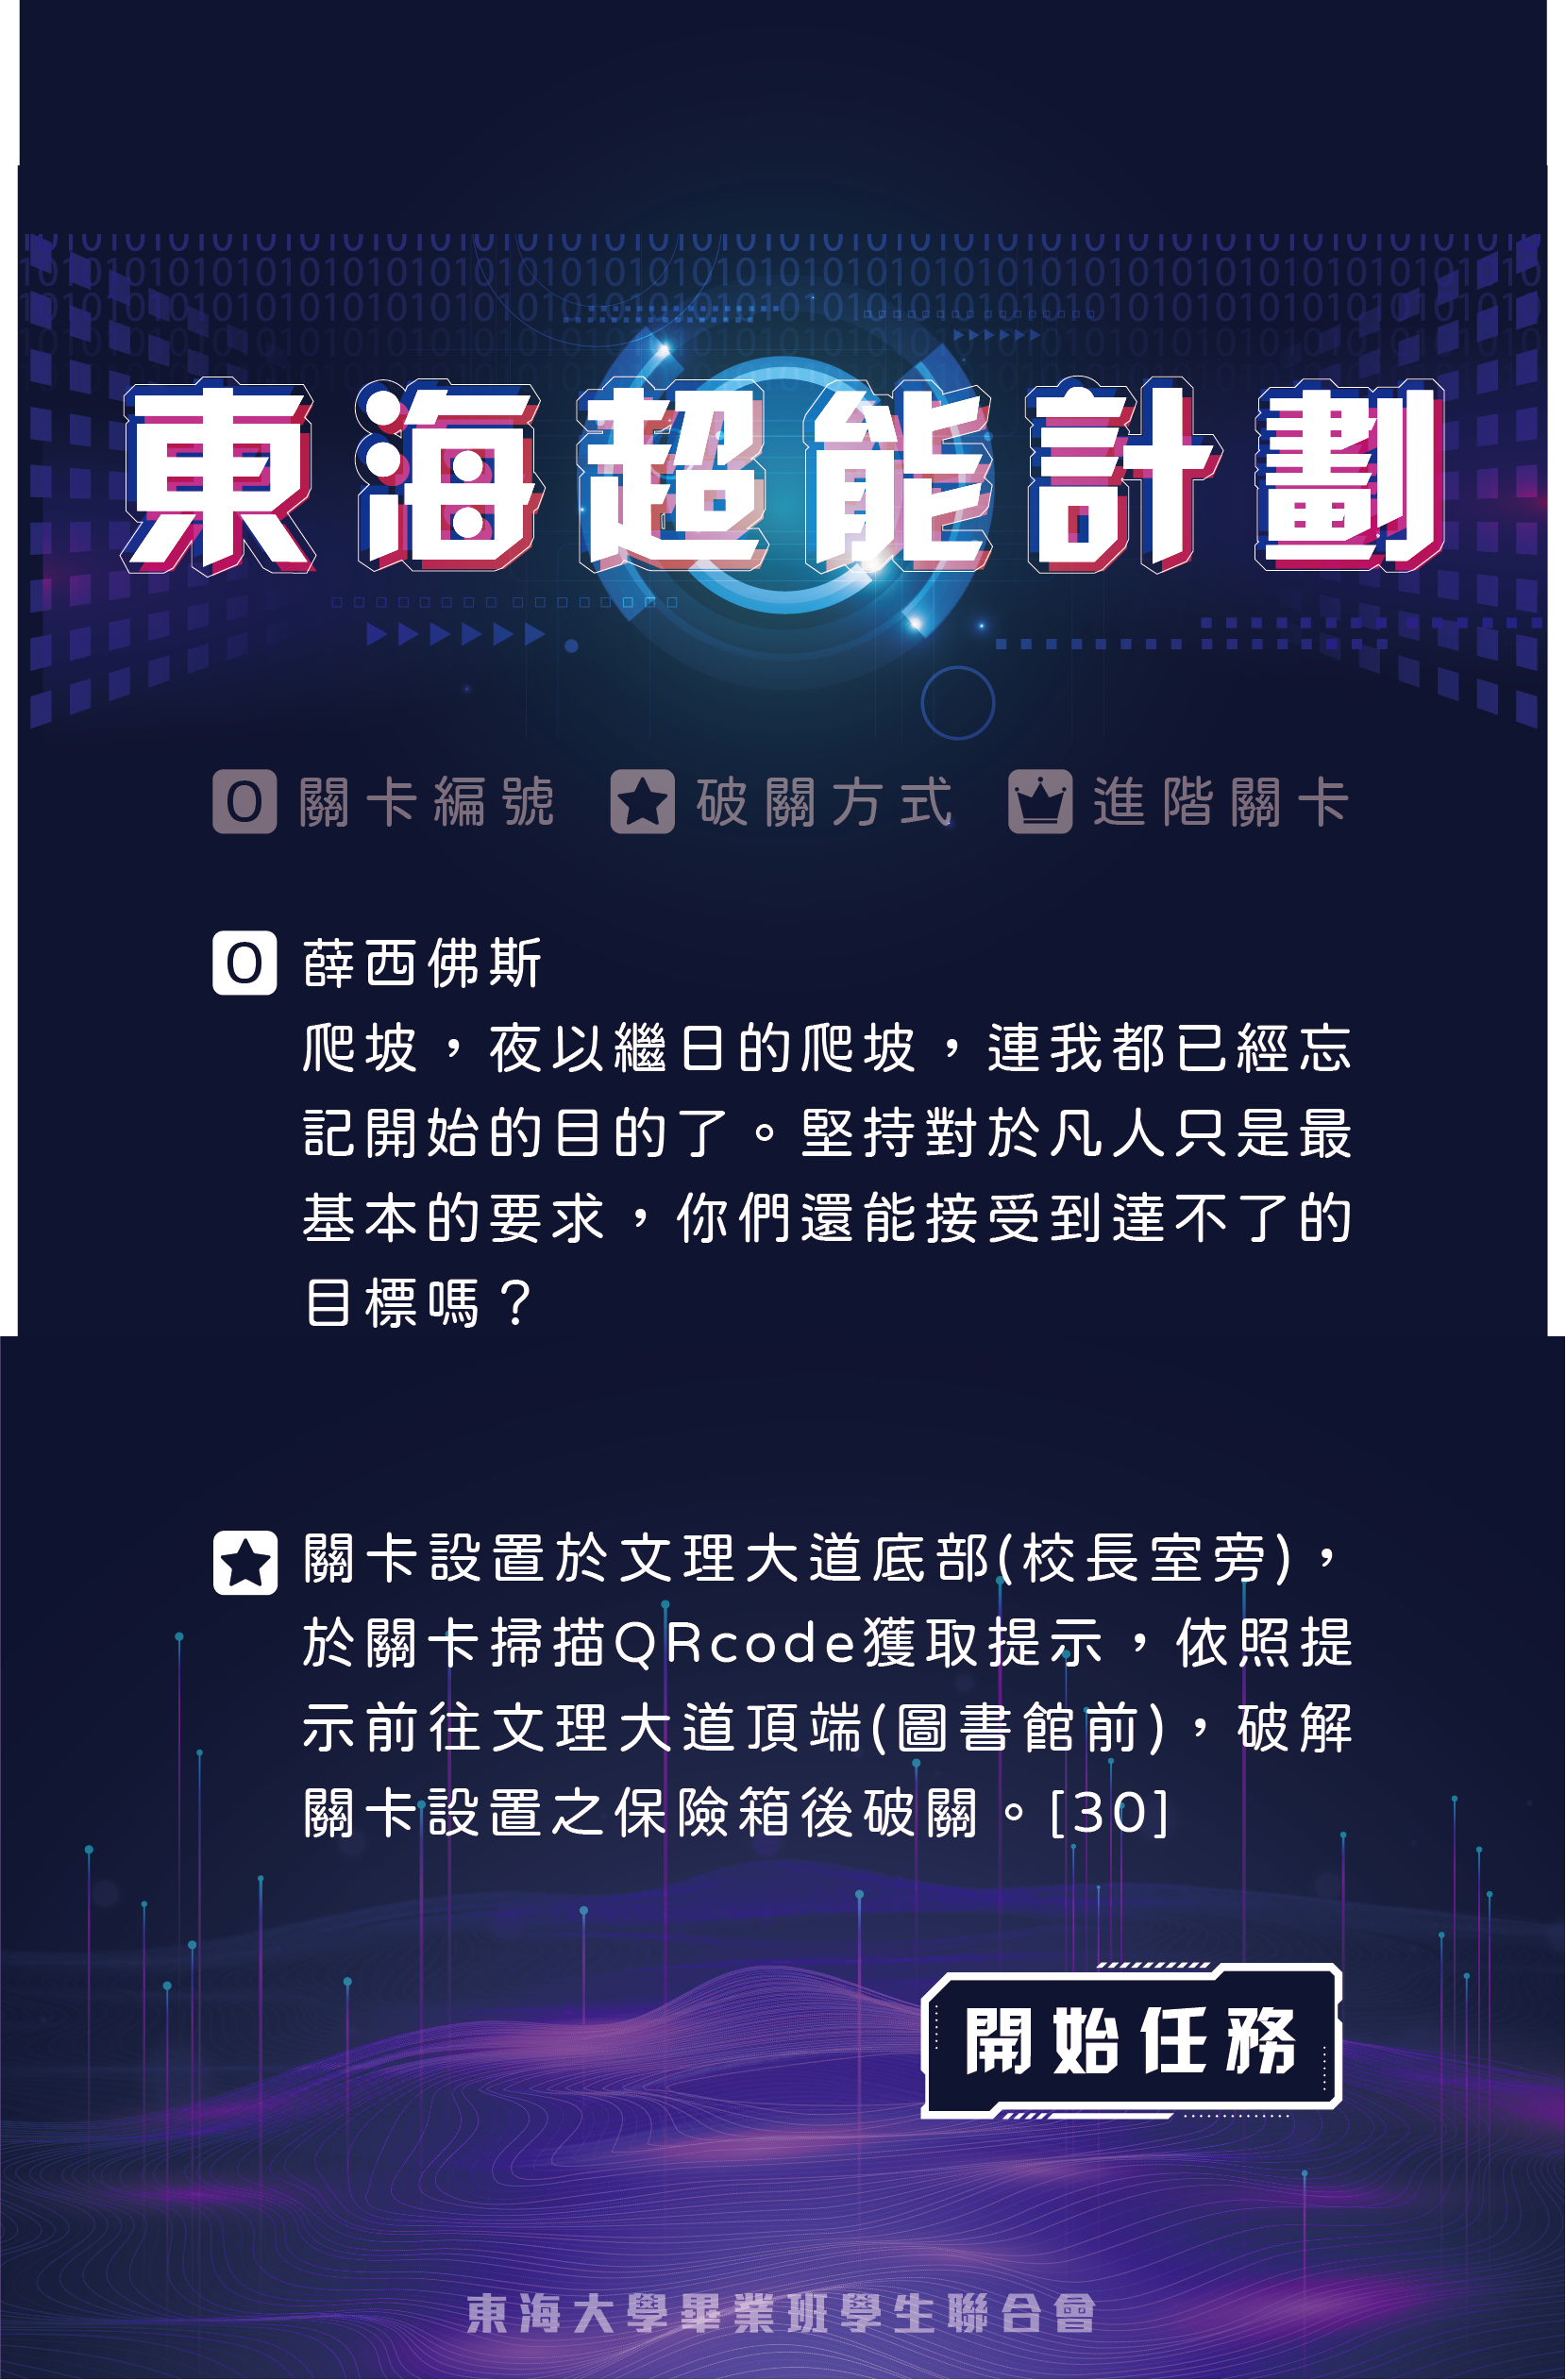 東海超能計劃
O 關卡編號 ★ 破關方式 進階關卡
O 薛西佛斯
爬坡，夜以繼日的爬坡，連我都已經忘
記開始的目的了。堅持對於凡人只是最
基本的要求，你們還能接受到達不了的
目標嗎？
★ 關卡設置於文理大道底部(校長室旁)，
於關卡掃描QRcode獲取提示，依照提
示前往文理大道頂端(圖書館前)，破解
關卡設置之保險箱後破關。[30]
開始任務
東海大學畢業班學生聯合會